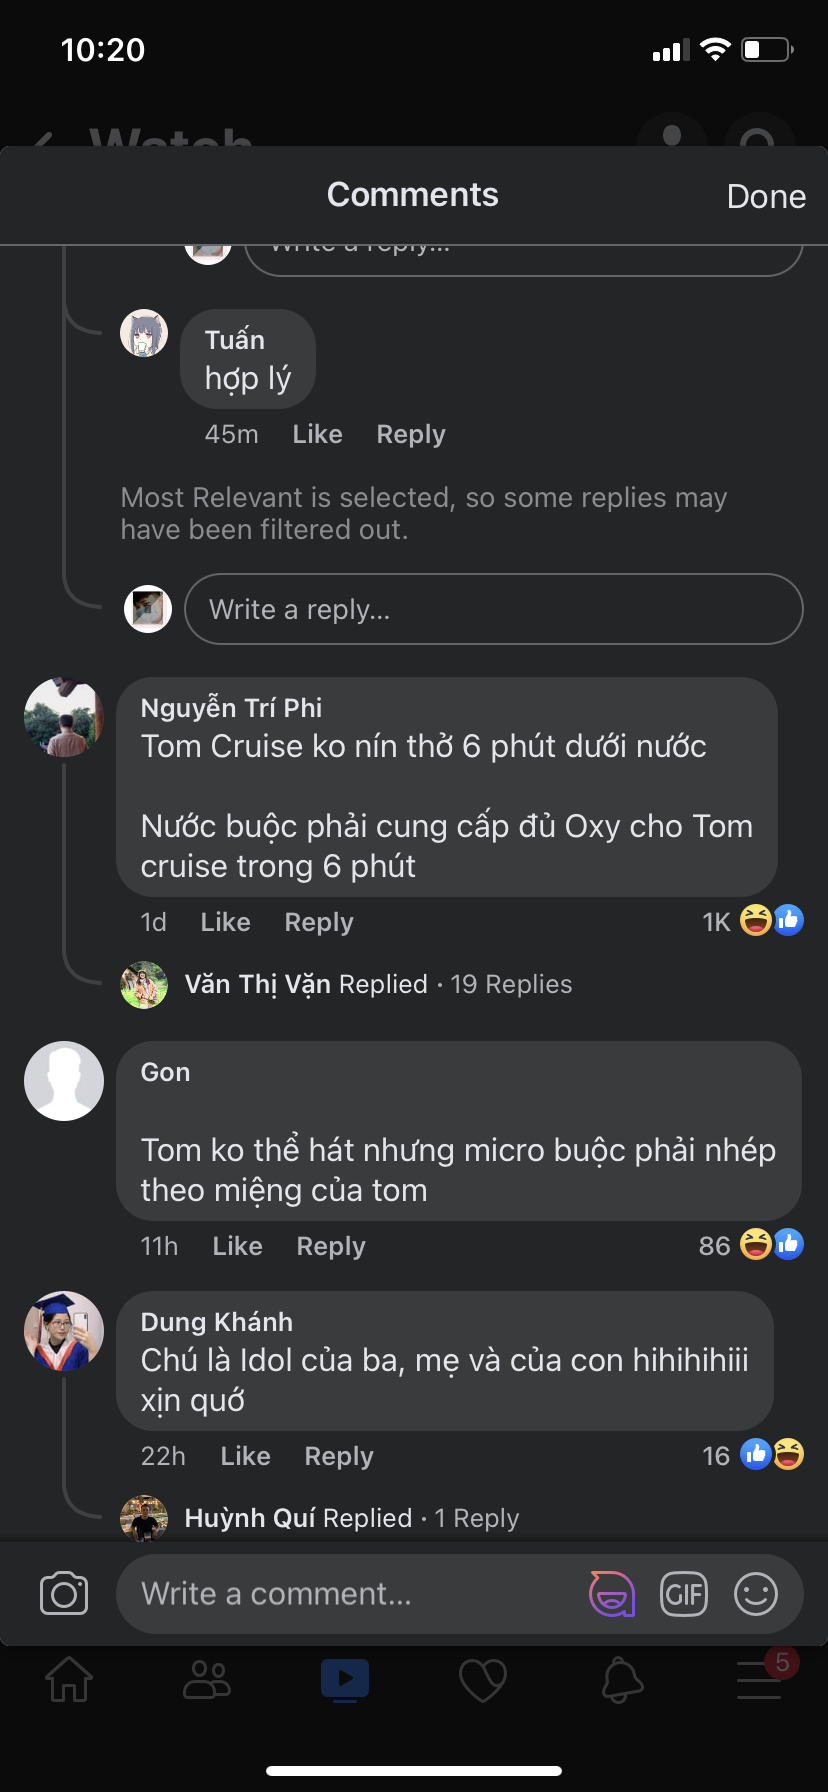 10:20
Watch
Comments
Done
Write a reply...
Tuấn
hợp lý
45m Like Reply
Most Relevant is selected, so some replies may
have been filtered out.
Write a reply...
Nguyễn Trí Phi
Tom Cruise ko nín thở 6 phút dưới nước
Nước buộc phải cung cấp đủ Oxy cho Tom
cruise trong 6 phút
1d Like Reply 1K
Văn Thị Vặn Replied · 19 Replies
Gon
Tom ko thể hát nhưng micro buộc phải nhép
theo miệng của tom
11h Like Reply 86
Dung Khánh
Chú là Idol của ba, mẹ và của con hihihihiii
xịn quớ
22h Like Reply 16
Huỳnh Quí Replied · 1 Reply
Write a comment...
GIF
5